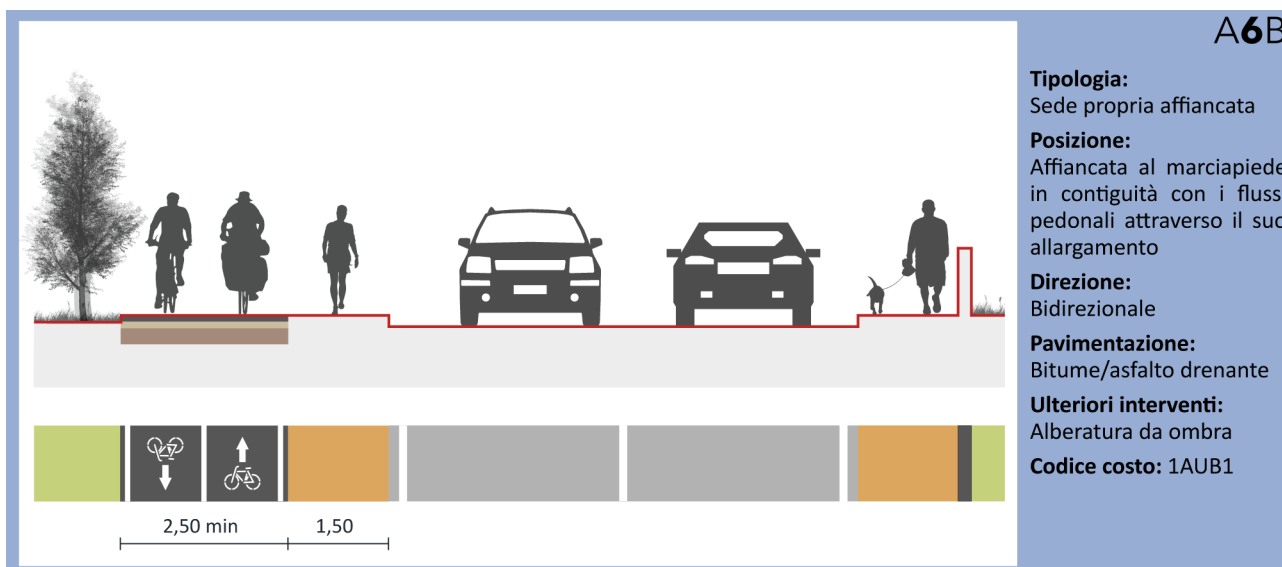 A6B
Tipologia:
Sede propria affiancata
Posizione:
Affiancata al marciapiede
in contiguità con i fluss
pedonali attraverso il suo
allargamento
Direzione:
Bidirezionale
Pavimentazione:
Bitume/asfalto drenante
Ulteriori interventi:
Alberatura da ombra
Codice costo: 1AUB1
2,50 min
1,50